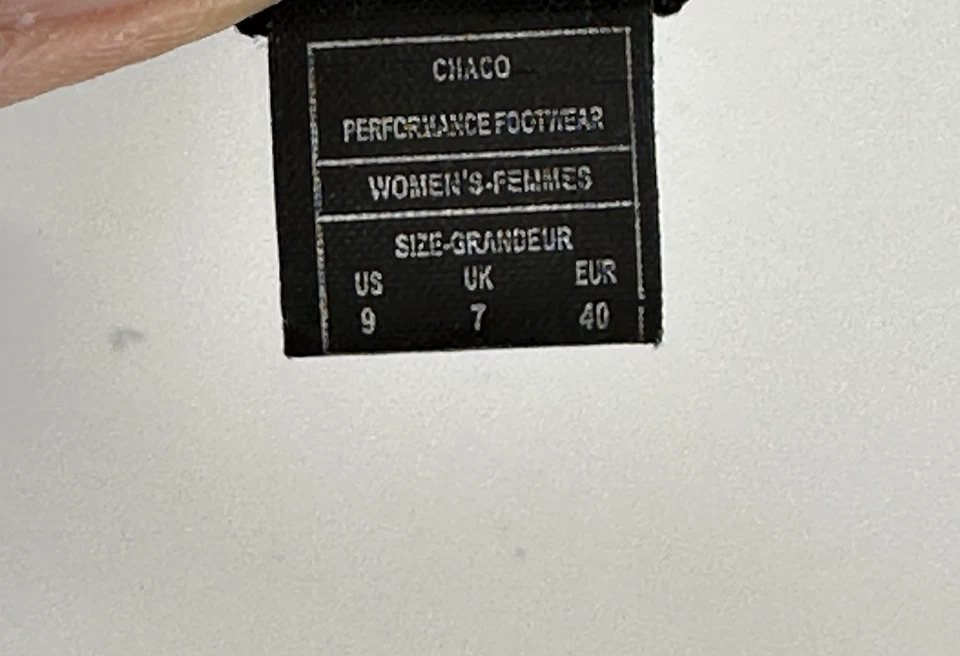 CHACO
PERFORMANCE FOOTWEAR
WOMEN'S-FEMMES
SIZE-GRANDEUR
US UK EUR
9 7 40